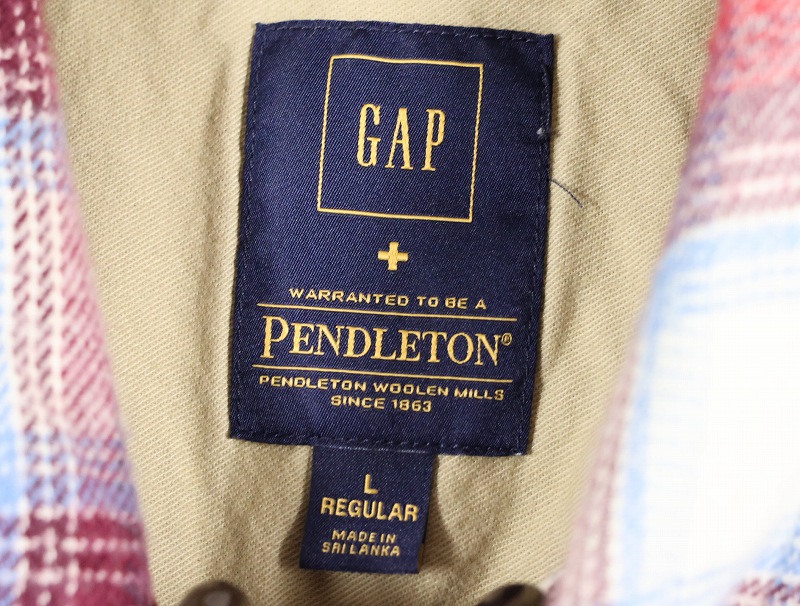 GAP
+
WARRANTED TO BE A
PENDLETON®
PENDLETON WOOLEN MILLS
SINCE 1863
L
REGULAR
MADE IN
SRI LANKA